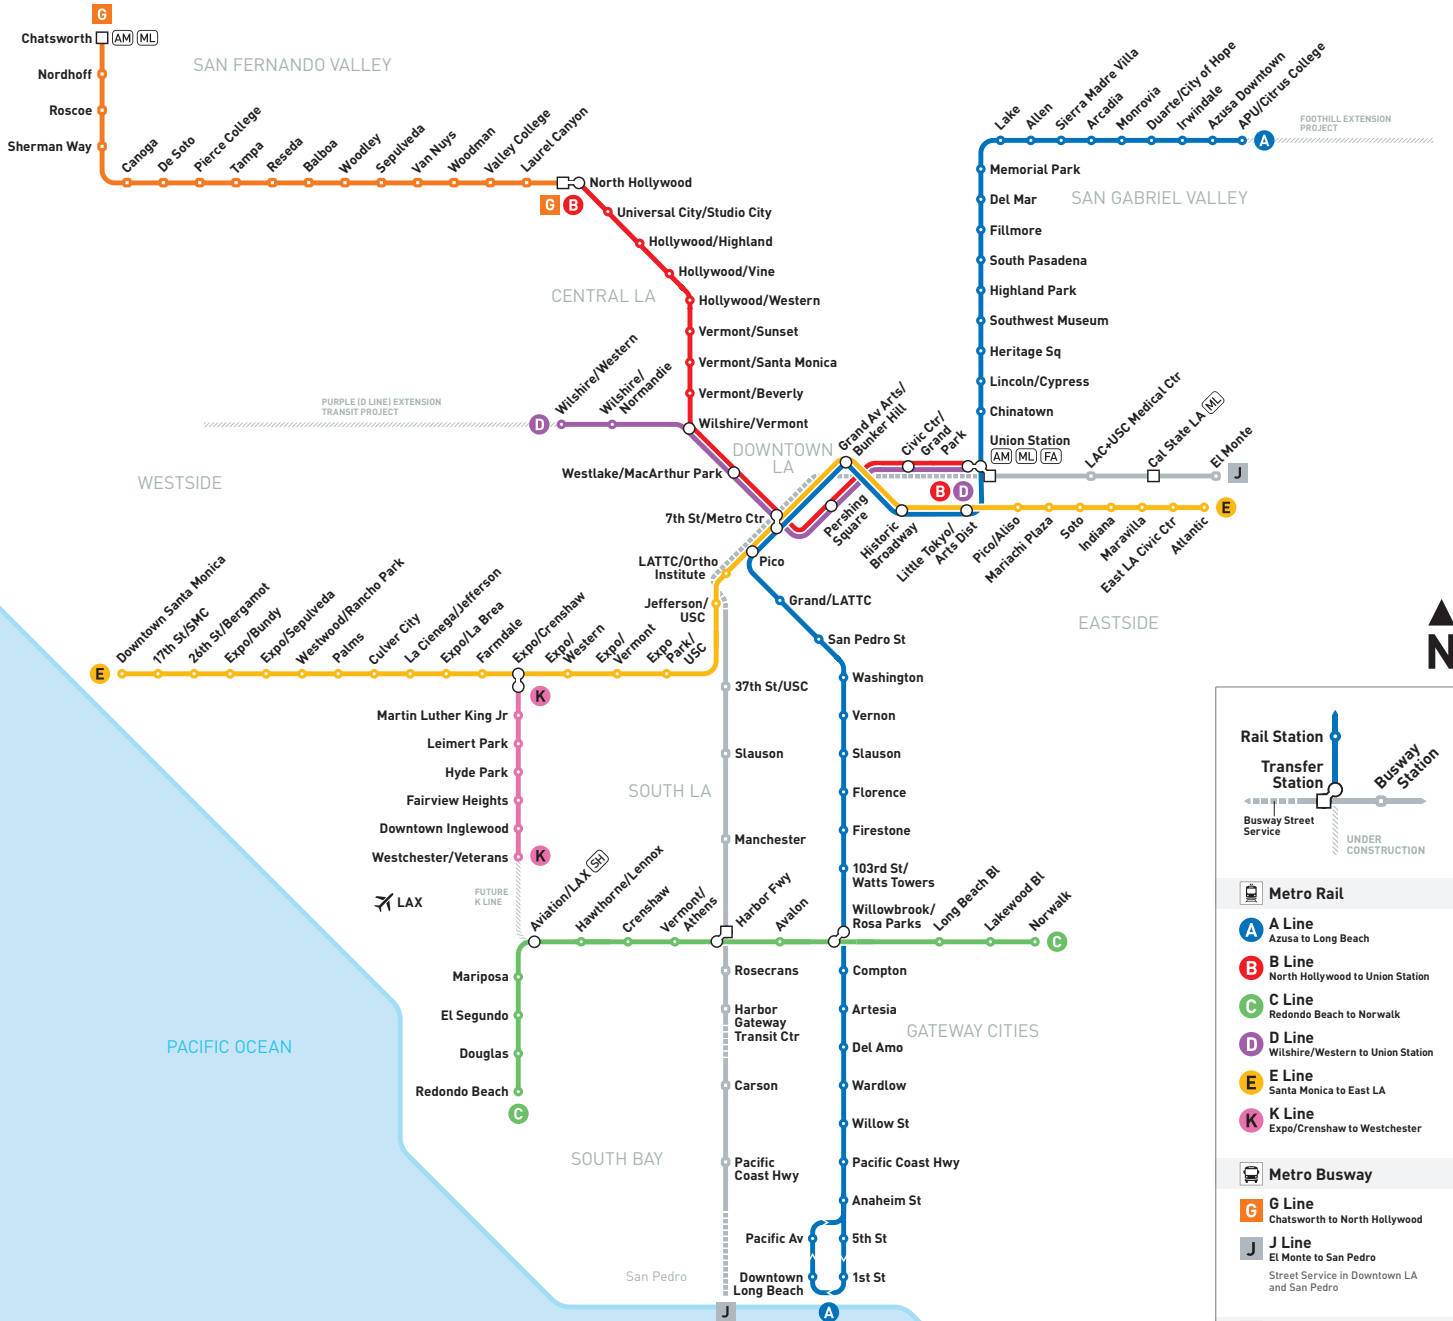 G
Chatsworth AM ML
Nordhoff
Roscoe
Sherman Way
SAN FERNANDO VALLEY
Canoga
De Soto
Pierce College
Tampa
Reseda
Balboa
Woodley
Sepulveda
Van Nuys
Woodman
Valley College
Laurel Canyon
North Hollywood
G B
Universal City/Studio City
Hollywood/Highland
Hollywood/Vine
CENTRAL LA
Hollywood/Western
Vermont/Sunset
Vermont/Santa Monica
Vermont/Beverly
Wilshire/Vermont
Wilshire/Western
Wilshire/
Normandie
PURPLE (D LINE) EXTENSION
TRANSIT PROJECT
D
WESTSIDE
Westlake/MacArthur Park
DOWNTOWN
LA
7th St/Metro Ctr
Lake
Allen
Sierra Madre Villa
Arcadia
Monrovia
Duarte/City of Hope
Irwindale
Azusa Downtown
APU/Citrus College
A
FOOTHILL EXTENSION
PROJECT
Memorial Park
Del Mar
SAN GABRIEL VALLEY
Fillmore
South Pasadena
Highland Park
Southwest Museum
Heritage Sq
Lincoln/Cypress
Chinatown
Union Station
AM ML FA
Grand Av Arts/
Bunker Hill
Civic Ctr/
Grand
Park
B D
LAC+USC Medical Ctr
Cal State LA ML
El Monte
J
Pershing
Square
Historic
Broadway
Little Tokyo/
Arts Dist
Pico/Aliso
Mariachi Plaza
Soto
Indiana
Maravilla
East LA Civic Ctr
Atlantic
E
EASTSIDE
LATTC/Ortho
Institute
Pico
Jefferson/
USC
Grand/LATTC
San Pedro St
E
Downtown Santa Monica
17th St/SMC
26th St/Bergamot
Expo/Bundy
Expo/Sepulveda
Westwood/Rancho Park
Palms
Culver City
La Cienega/Jefferson
Expo/La Brea
Farmdale
Expo/Crenshaw
Expo/
Western
Expo/
Vermont
Expo
Park/
USC
K
Martin Luther King Jr
Leimert Park
Hyde Park
Fairview Heights
Downtown Inglewood
Westchester/Veterans
K
FUTURE
K LINE
LAX
37th St/USC
Slauson
SOUTH LA
Manchester
Washington
Vernon
Slauson
Florence
Firestone
103rd St/
Watts Towers
Willowbrook/
Rosa Parks
Aviation/LAX SH
Hawthorne/Lennox
Crenshaw
Vermont/
Athens
Harbor Fwy
Avalon
Long Beach Bl
Lakewood Bl
Norwalk
C
Mariposa
El Segundo
Douglas
Redondo Beach
C
PACIFIC OCEAN
Rosecrans
Harbor
Gateway
Transit Ctr
Carson
Pacific
Coast Hwy
SOUTH BAY
San Pedro
J
Compton
Artesia
GATEWAY CITIES
Del Amo
Wardlow
Willow St
Pacific Coast Hwy
Anaheim St
Pacific Av
5th St
Downtown
Long Beach
1st St
A
N
Rail Station
Transfer
Station
Busway
Station
Busway Street
Service
UNDER
CONSTRUCTION
Metro Rail
A
A Line
Azusa to Long Beach
B
B Line
North Hollywood to Union Station
C
C Line
Redondo Beach to Norwalk
D
D Line
Wilshire/Western to Union Station
E
E Line
Santa Monica to East LA
K
K Line
Expo/Crenshaw to Westchester
Metro Busway
G
G Line
Chatsworth to North Hollywood
J
J Line
El Monte to San Pedro
Street Service in Downtown LA
and San Pedro